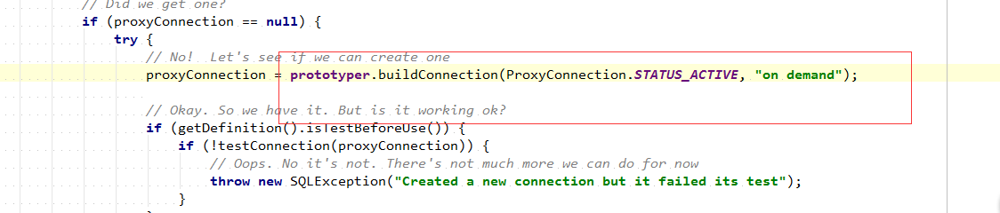 // Did we get one?
if (proxyConnection == null) {
try {
// No!  Let's see if we can create one
proxyConnection = prototyper.buildConnection(ProxyConnection.STATUS_ACTIVE, "on demand");
// Okay. So we have it. But is it working ok?
if (getDefinition().isTestBeforeUse()) {
if (!testConnection(proxyConnection)) {
// Oops. No it's not. There's not much more we can do for now
throw new SQLException("Created a new connection but it failed its test");
}